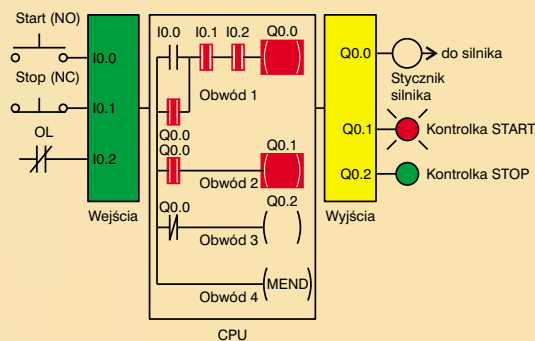 Start (NO)
I0.0
Stop (NC)
I0.1
OL
I0.2
Wejścia
I0.0 I0.1 I0.2 Q0.0
Obwód 1
Q0.0
Q0.0 Q0.1
Obwód 2
Q0.0 Q0.2
Obwód 3
(MEND)
Obwód 4
CPU
Q0.0
do silnika
Stycznik
silnika
Q0.1
Kontrolka START
Q0.2
Kontrolka STOP
Wyjścia